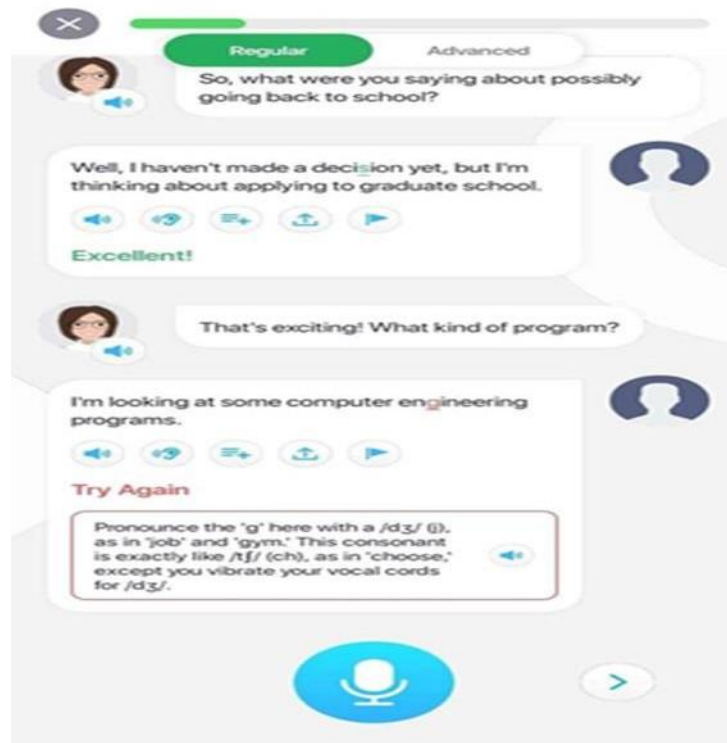 Regular
Advanced
So, what were you saying about possibly
going back to school?
Well, I haven't made a decision yet, but I'm
thinking about applying to graduate school.
Excellent!
That's exciting! What kind of program?
I'm looking at some computer engineering
programs.
Try Again
Pronounce the 'g' here with a /dʒ/ (j),
as in 'job' and 'gym.' This consonant
is exactly like /tʃ/ (ch), as in 'choose,'
except you vibrate your vocal cords
for /dʒ/.